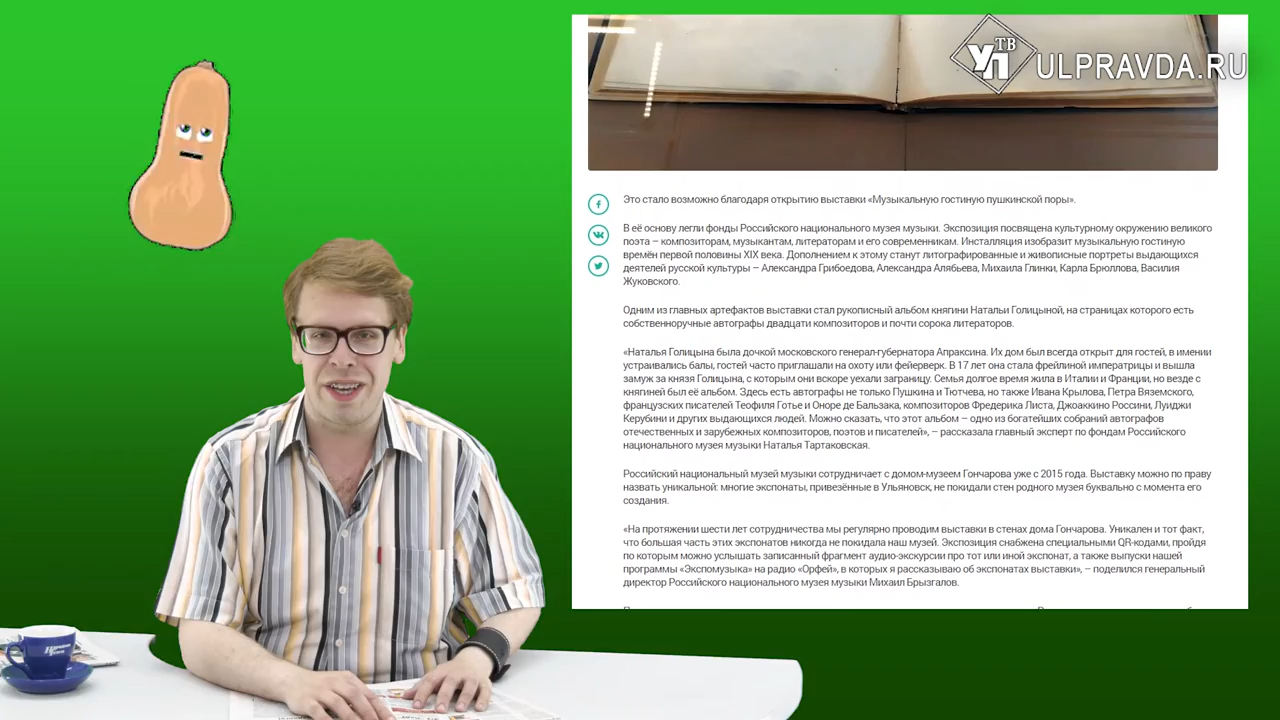 УП ТВ ULPRAVDA.RU
Это стало возможно благодаря открытию выставки «Музыкальную гостиную пушкинской поры».
В её основу легли фонды Российского национального музея музыки. Экспозиция посвящена культурному окружению великого
поэта – композиторам, музыкантам, литераторам и его современникам. Инсталляция изобразит музыкальную гостиную
времён первой половины XIX века. Дополнением к этому станут литографированные и живописные портреты выдающихся
деятелей русской культуры – Александра Грибоедова, Александра Алябьева, Михаила Глинки, Карла Брюллова, Василия
Жуковского.
Одним из главных артефактов выставки стал рукописный альбом княгини Натальи Голицыной, на страницах которого есть
собственноручные автографы двадцати композиторов и почти сорока литераторов.
«Наталья Голицына была дочкой московского генерал-губернатора Апраксина. Их дом был всегда открыт для гостей, в имении
устраивались балы, гостей часто приглашали на охоту или фейерверк. В 17 лет она стала фрейлиной императрицы и вышла
замуж за князя Голицына, с которым они вскоре уехали заграницу. Семья долгое время жила в Италии и Франции, но везде с
княгиней был её альбом. Здесь есть автографы не только Пушкина и Тютчева, но также Ивана Крылова, Петра Вяземского,
французских писателей Теофиля Готье и Оноре де Бальзака, композиторов Фредерика Листа, Джоаккино Россини, Луиджи
Керубини и других выдающихся людей. Можно сказать, что этот альбом – одно из богатейших собраний автографов
отечественных и зарубежных композиторов, поэтов и писателей», – рассказала главный эксперт по фондам Российского
национального музея музыки Наталья Тартаковская.
Российский национальный музей музыки сотрудничает с домом-музеем Гончарова уже с 2015 года. Выставку можно по праву
назвать уникальной: многие экспонаты, привезённые в Ульяновск, не покидали стен родного музея буквально с момента его
создания.
«На протяжении шести лет сотрудничества мы регулярно проводим выставки в стенах дома Гончарова. Уникален и тот факт,
что большая часть этих экспонатов никогда не покидала наш музей. Экспозиция снабжена специальными QR-кодами, пройдя
по которым можно услышать записанный фрагмент аудио-экскурсии про тот или иной экспонат, а также выпуски нашей
программы «Экспомузыка» на радио «Орфей», в которых я рассказываю об экспонатах выставки», – поделился генеральный
директор Российского национального музея музыки Михаил Брызгалов.